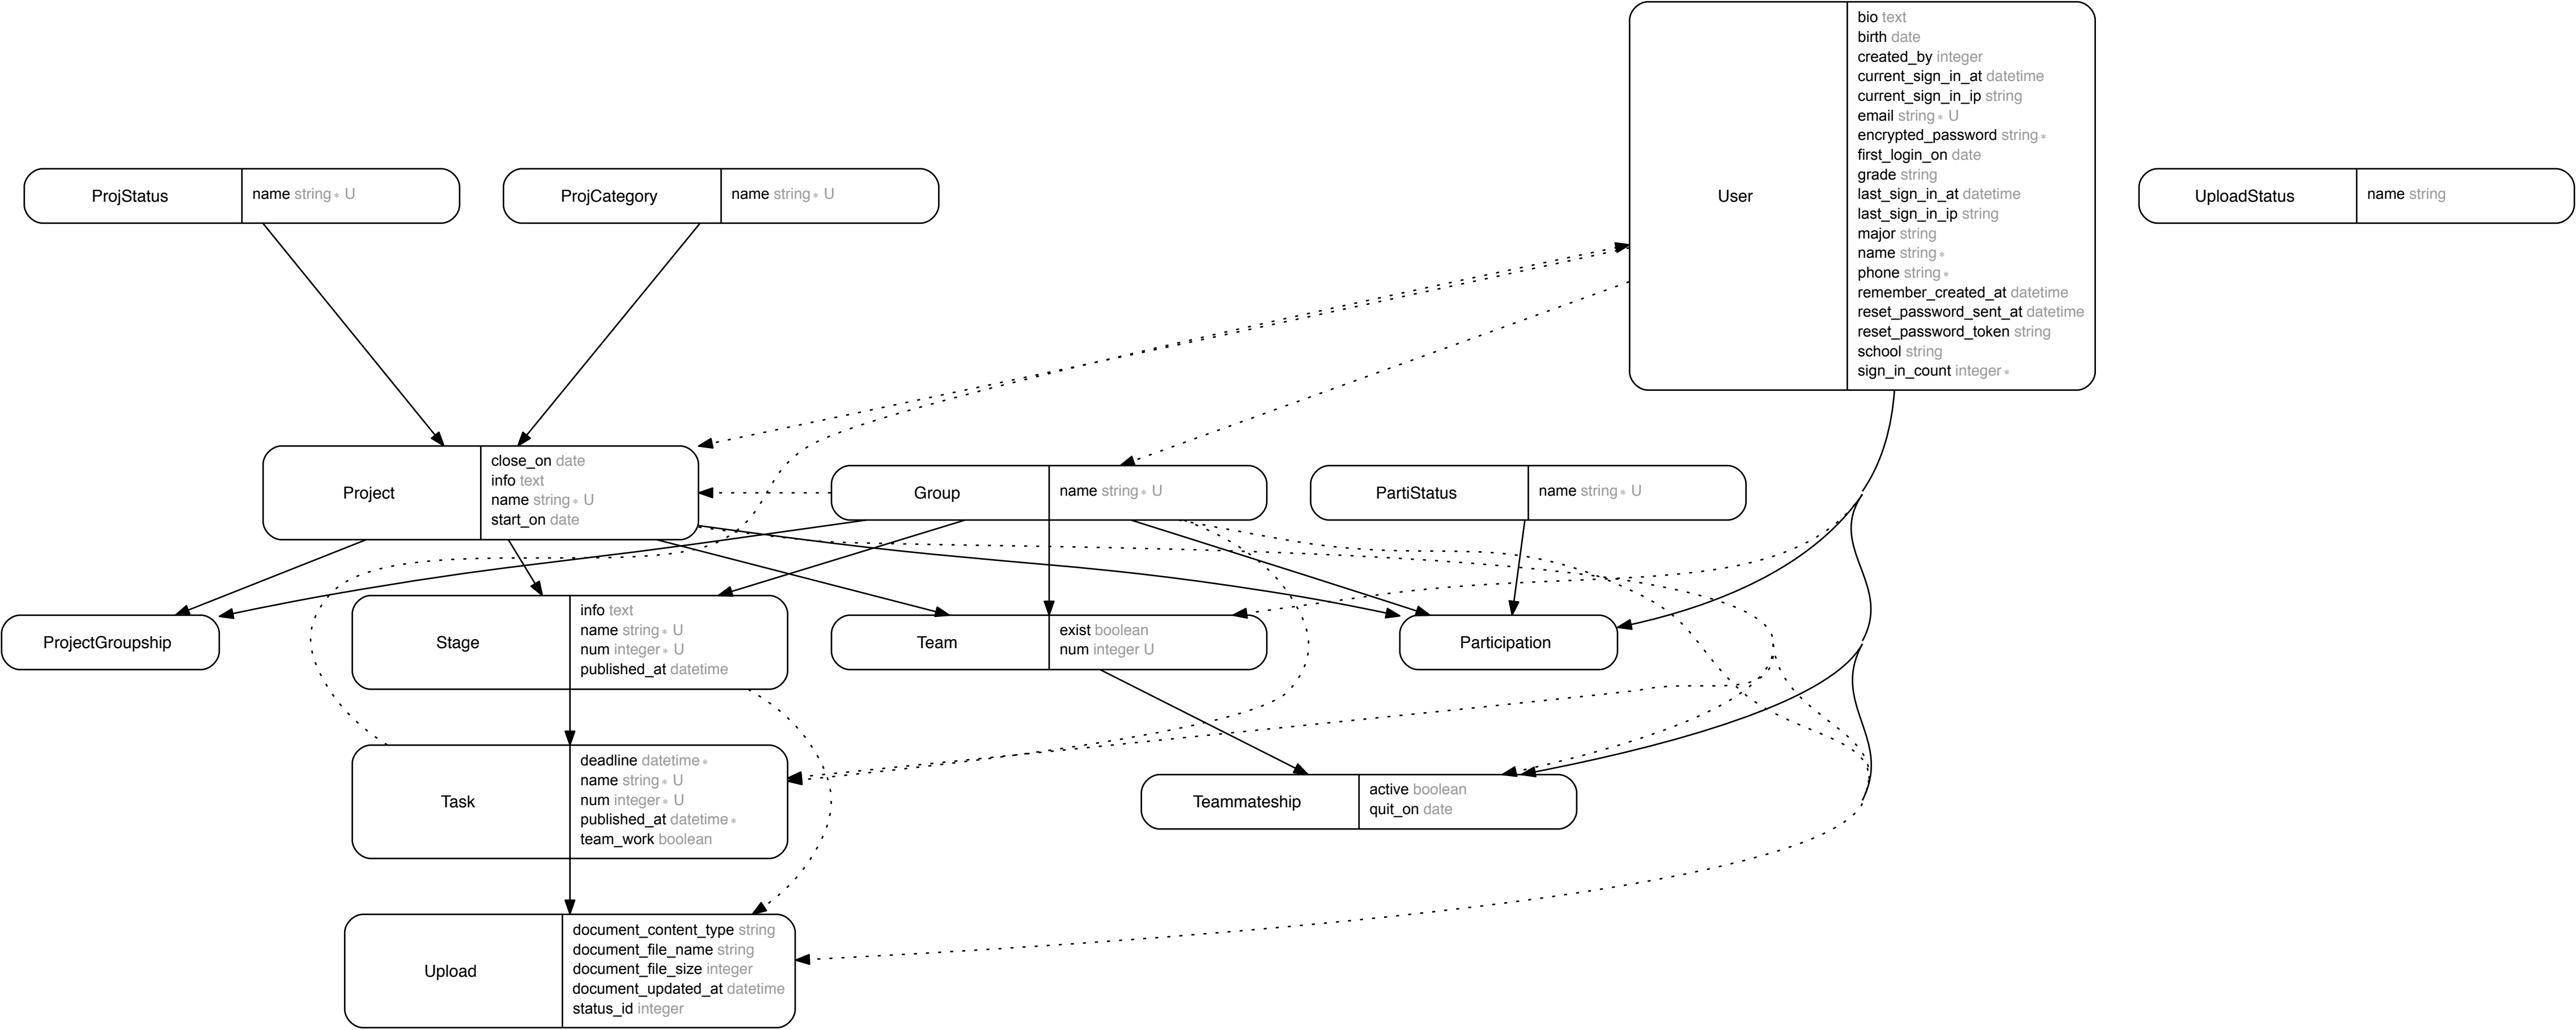 ProjStatus
name string* U
ProjCategory
name string* U
User
bio text
birth date
created_by integer
current_sign_in_at datetime
current_sign_in_ip string
email string* U
encrypted_password string*
first_login_on date
grade string
last_sign_in_at datetime
last_sign_in_ip string
major string
name string*
phone string*
remember_created_at datetime
reset_password_sent_at datetime
reset_password_token string
school string
sign_in_count integer*
UploadStatus
name string
Project
close_on date
info text
name string* U
start_on date
Group
name string* U
PartiStatus
name string* U
ProjectGroupship
Stage
info text
name string* U
num integer* U
published_at datetime
Team
exist boolean
num integer U
Participation
Task
deadline datetime*
name string* U
num integer* U
published_at datetime*
team_work boolean
Teammateship
active boolean
quit_on date
Upload
document_content_type string
document_file_name string
document_file_size integer
document_updated_at datetime
status_id integer